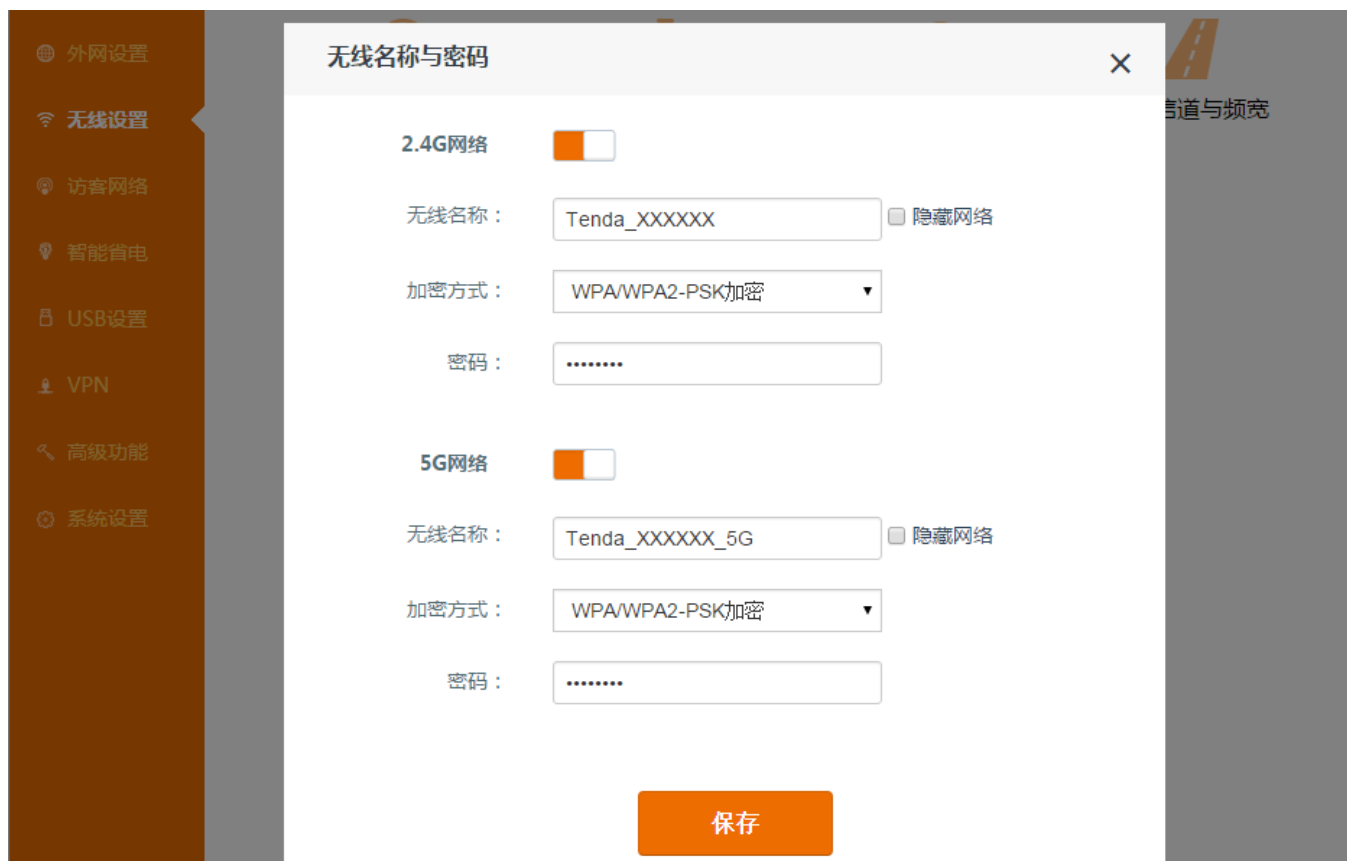 外网设置
无线设置
访客网络
智能省电
USB设置
VPN
高级功能
系统设置
无线名称与密码
信道与频宽
2.4G网络
无线名称：
Tenda_XXXXXX
隐藏网络
加密方式：
WPA/WPA2-PSK加密
密码：
••••••••
5G网络
无线名称：
Tenda_XXXXXX_5G
隐藏网络
加密方式：
WPA/WPA2-PSK加密
密码：
••••••••
保存